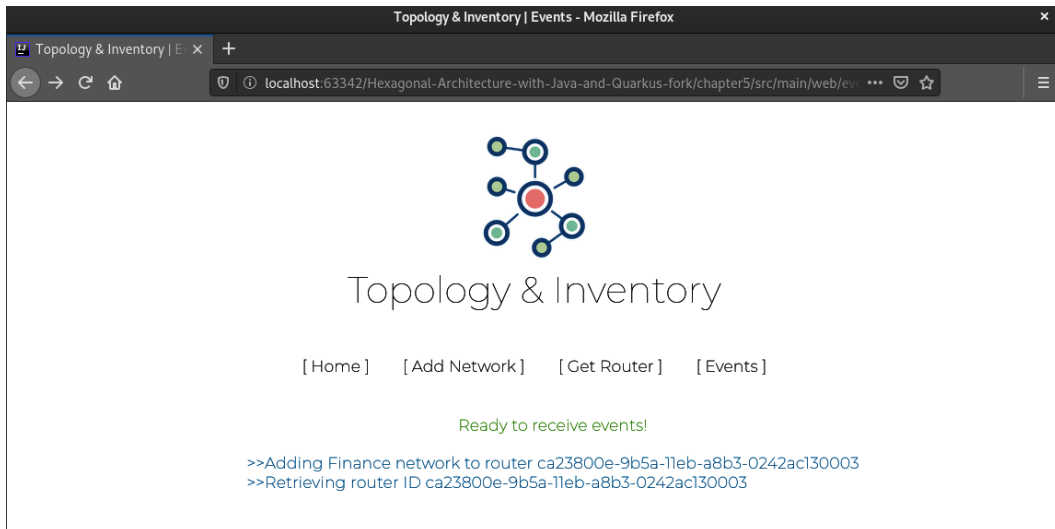 Topology & Inventory | Events - Mozilla Firefox
Topology & Inventory | E
localhost:63342/Hexagonal-Architecture-with-Java-and-Quarkus-fork/chapter5/src/main/web/eve
Topology & Inventory
[ Home ] [ Add Network ] [ Get Router ] [ Events ]
Ready to receive events!
>>Adding Finance network to router ca23800e-9b5a-11eb-a8b3-0242ac130003
>>Retrieving router ID ca23800e-9b5a-11eb-a8b3-0242ac130003